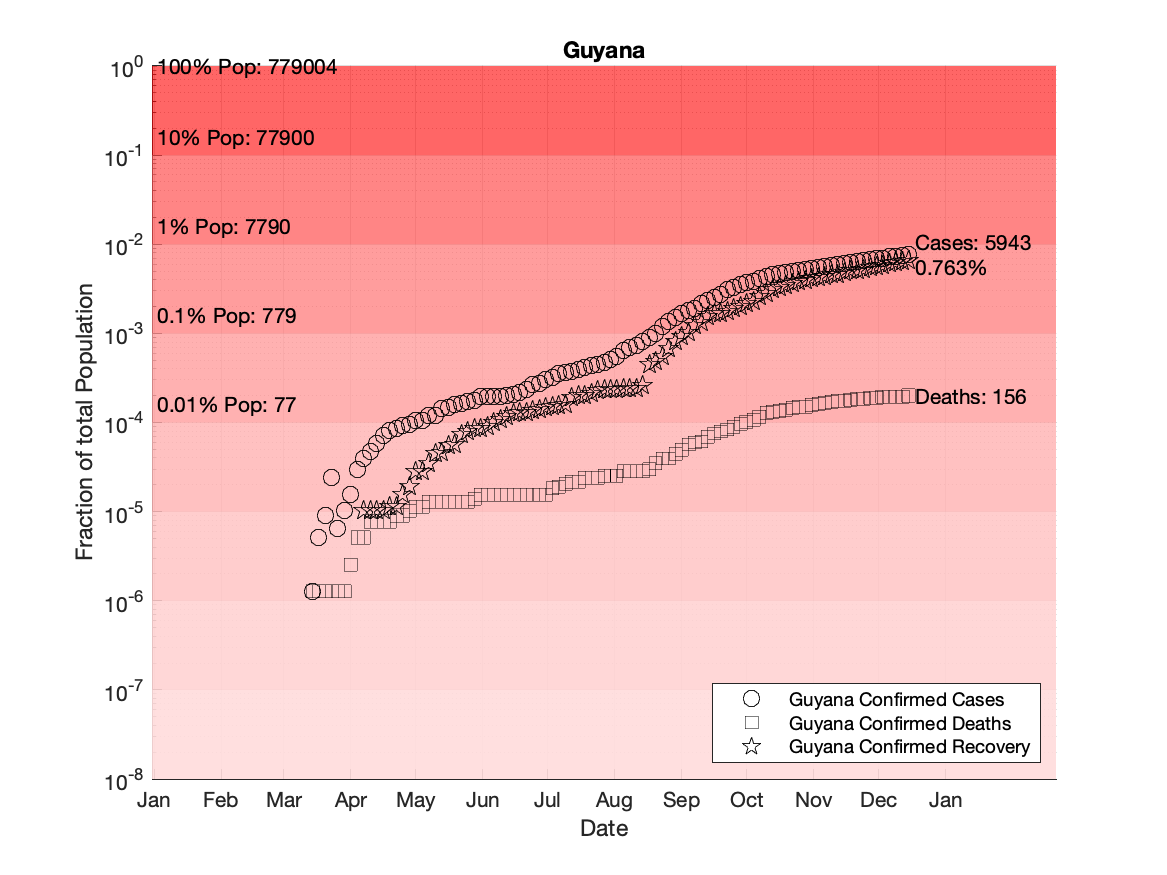 Guyana
10^0
100% Pop: 779004
10% Pop: 77900
10^-1
1% Pop: 7790
10^-2
Cases: 5943
0.763%
0.1% Pop: 779
10^-3
Deaths: 156
0.01% Pop: 77
10^-4
10^-5
10^-6
10^-7
10^-8
Fraction of total Population
Guyana Confirmed Cases
Guyana Confirmed Deaths
Guyana Confirmed Recovery
Jan Feb Mar Apr May Jun Jul Aug Sep Oct Nov Dec Jan
Date